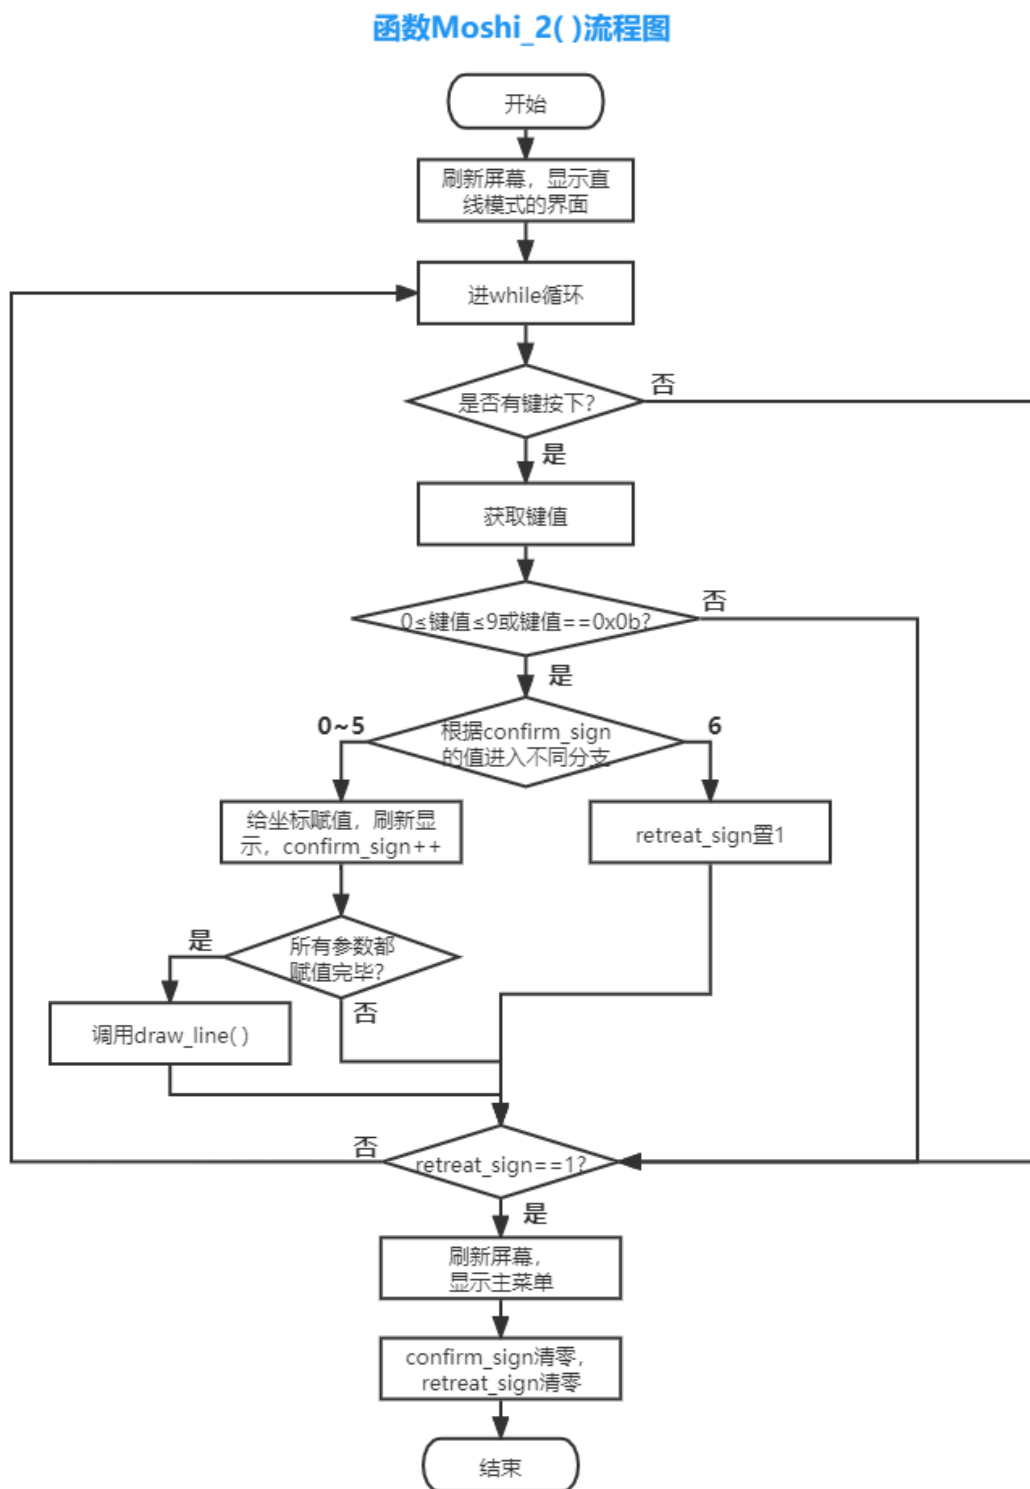 函数Moshi_2( )流程图
开始
刷新屏幕，显示直
线模式的界面
进while循环
是否有键按下？
否
是
获取键值
0≤键值≤9或键值==0x0b？
否
是
根据confirm_sign
的值进入不同分支
0~5
6
给坐标赋值，刷新显
示，confirm_sign++
retreat_sign置1
所有参数都
赋值完毕？
是
否
调用draw_line( )
retreat_sign==1？
否
是
刷新屏幕，
显示主菜单
confirm_sign清零，
retreat_sign清零
结束